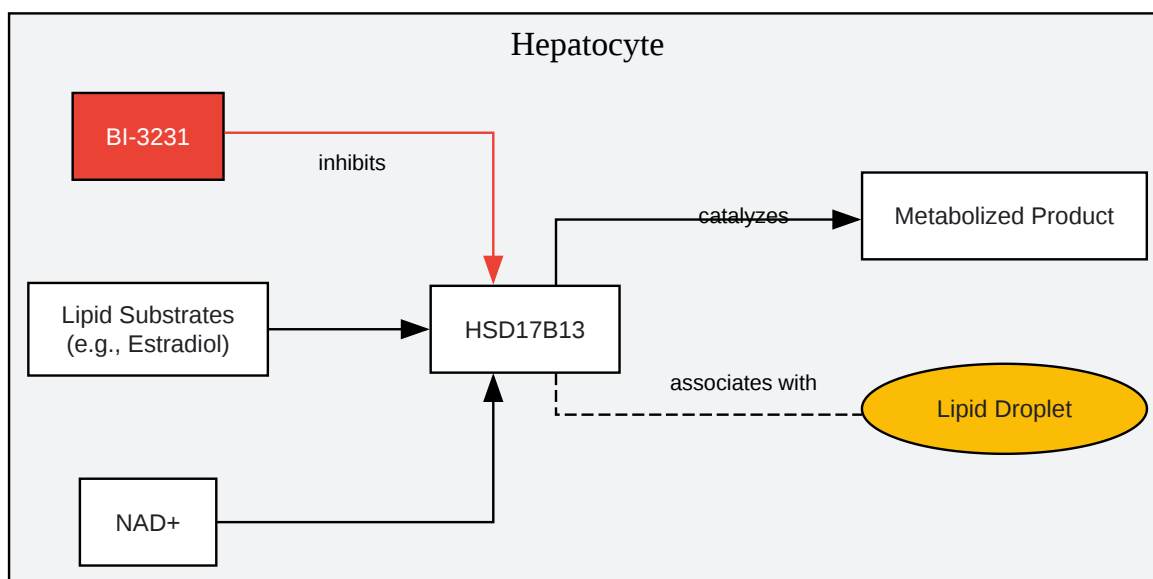 Hepatocyte
BI-3231
inhibits
catalyzes
Metabolized Product
Lipid Substrates
(e.g., Estradiol)
HSD17B13
associates with
Lipid Droplet
NAD+